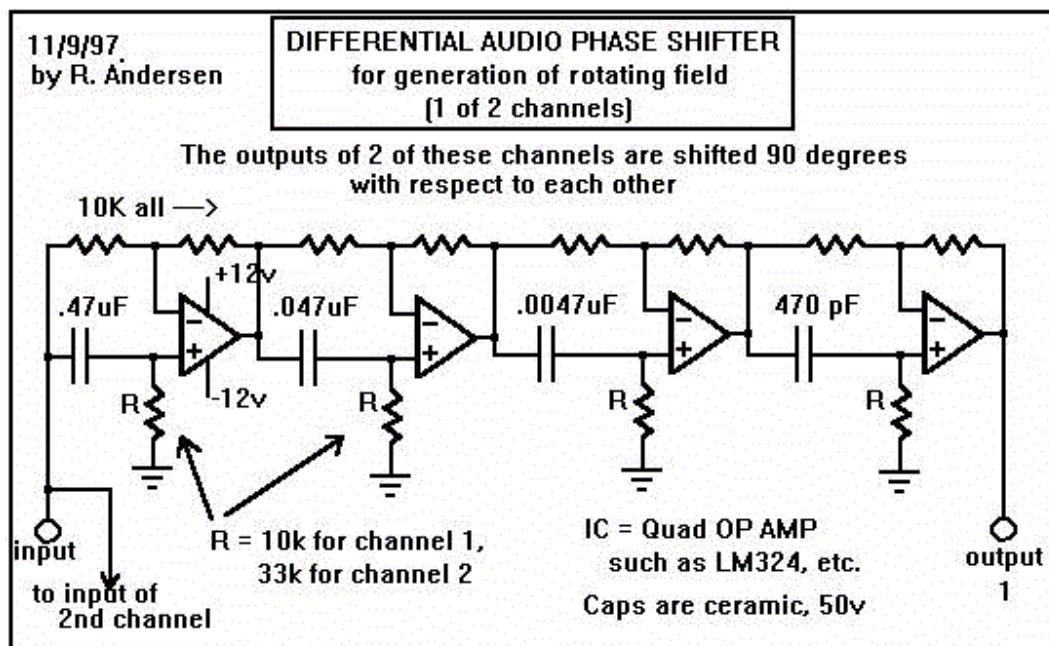 11/9/97
by R. Andersen
DIFFERENTIAL AUDIO PHASE SHIFTER
for generation of rotating field
(1 of 2 channels)
The outputs of 2 of these channels are shifted 90 degrees
with respect to each other
10K all -->
+12v
.47uF
.047uF
.0047uF
470 pF
-
+
-
+
-
+
-
+
-12v
R
R
R
R
R = 10k for channel 1,
33k for channel 2
IC = Quad OP AMP
such as LM324, etc.
Caps are ceramic, 50v
input
to input of
2nd channel
output
1